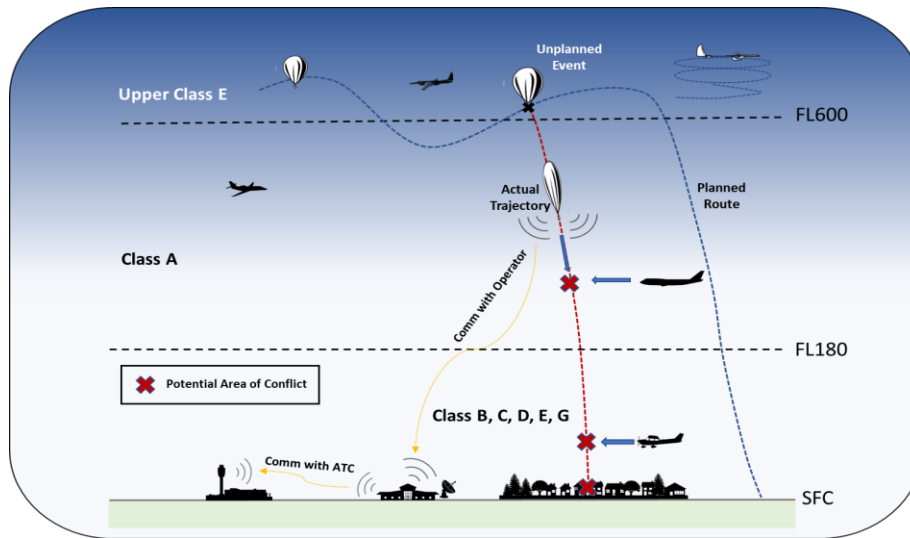 Unplanned
Event
Upper Class E
FL600
Actual
Trajectory
Planned
Route
Class A
Comm with Operator
FL180
Potential Area of Conflict
Class B, C, D, E, G
Comm with ATC
SFC